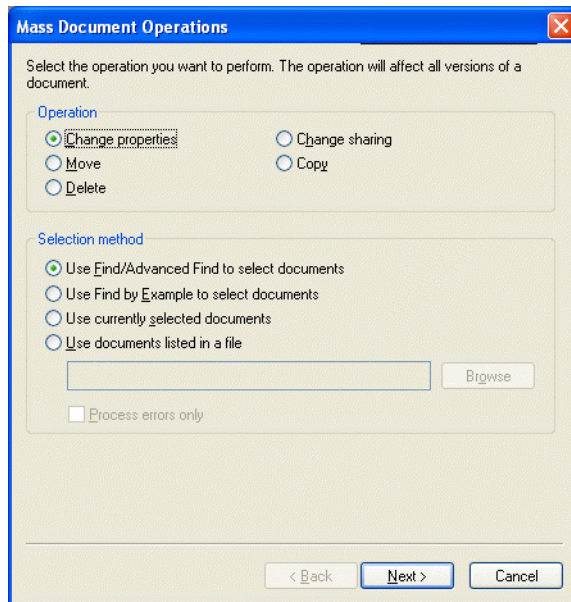 Mass Document Operations
Select the operation you want to perform. The operation will affect all versions of a
document.
Operation
Change properties
Change sharing
Move
Copy
Delete
Selection method
Use Find/Advanced Find to select documents
Use Find by Example to select documents
Use currently selected documents
Use documents listed in a file
Browse
Process errors only
< Back
Next >
Cancel